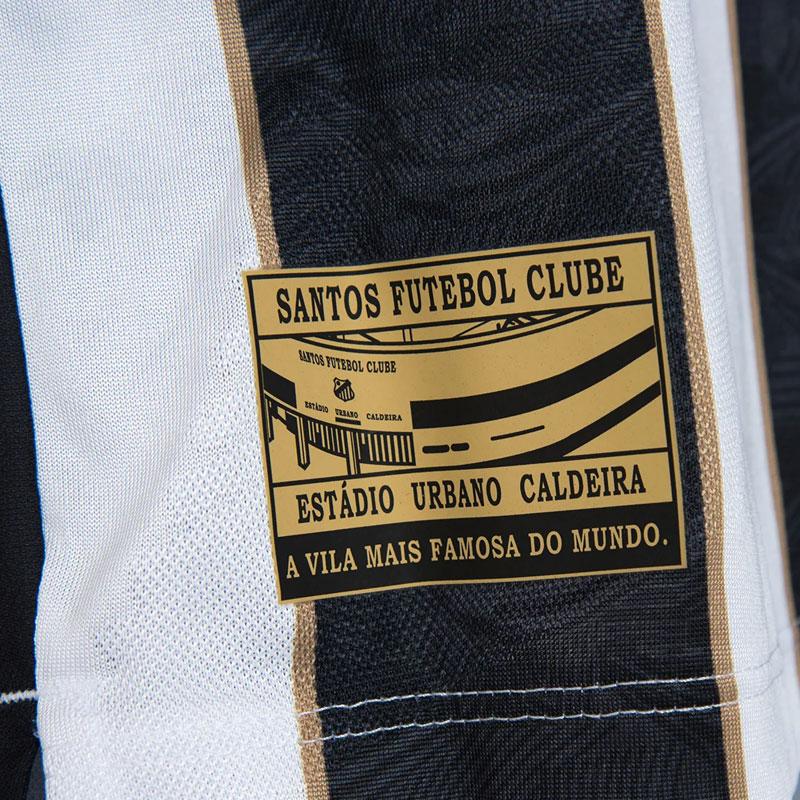 SANTOS FUTEBOL CLUBE
SANTOS FUTEBOL CLUBE
ESTÁDIO URBANO CALDEIRA
ESTÁDIO URBANO CALDEIRA
A VILA MAIS FAMOSA DO MUNDO.